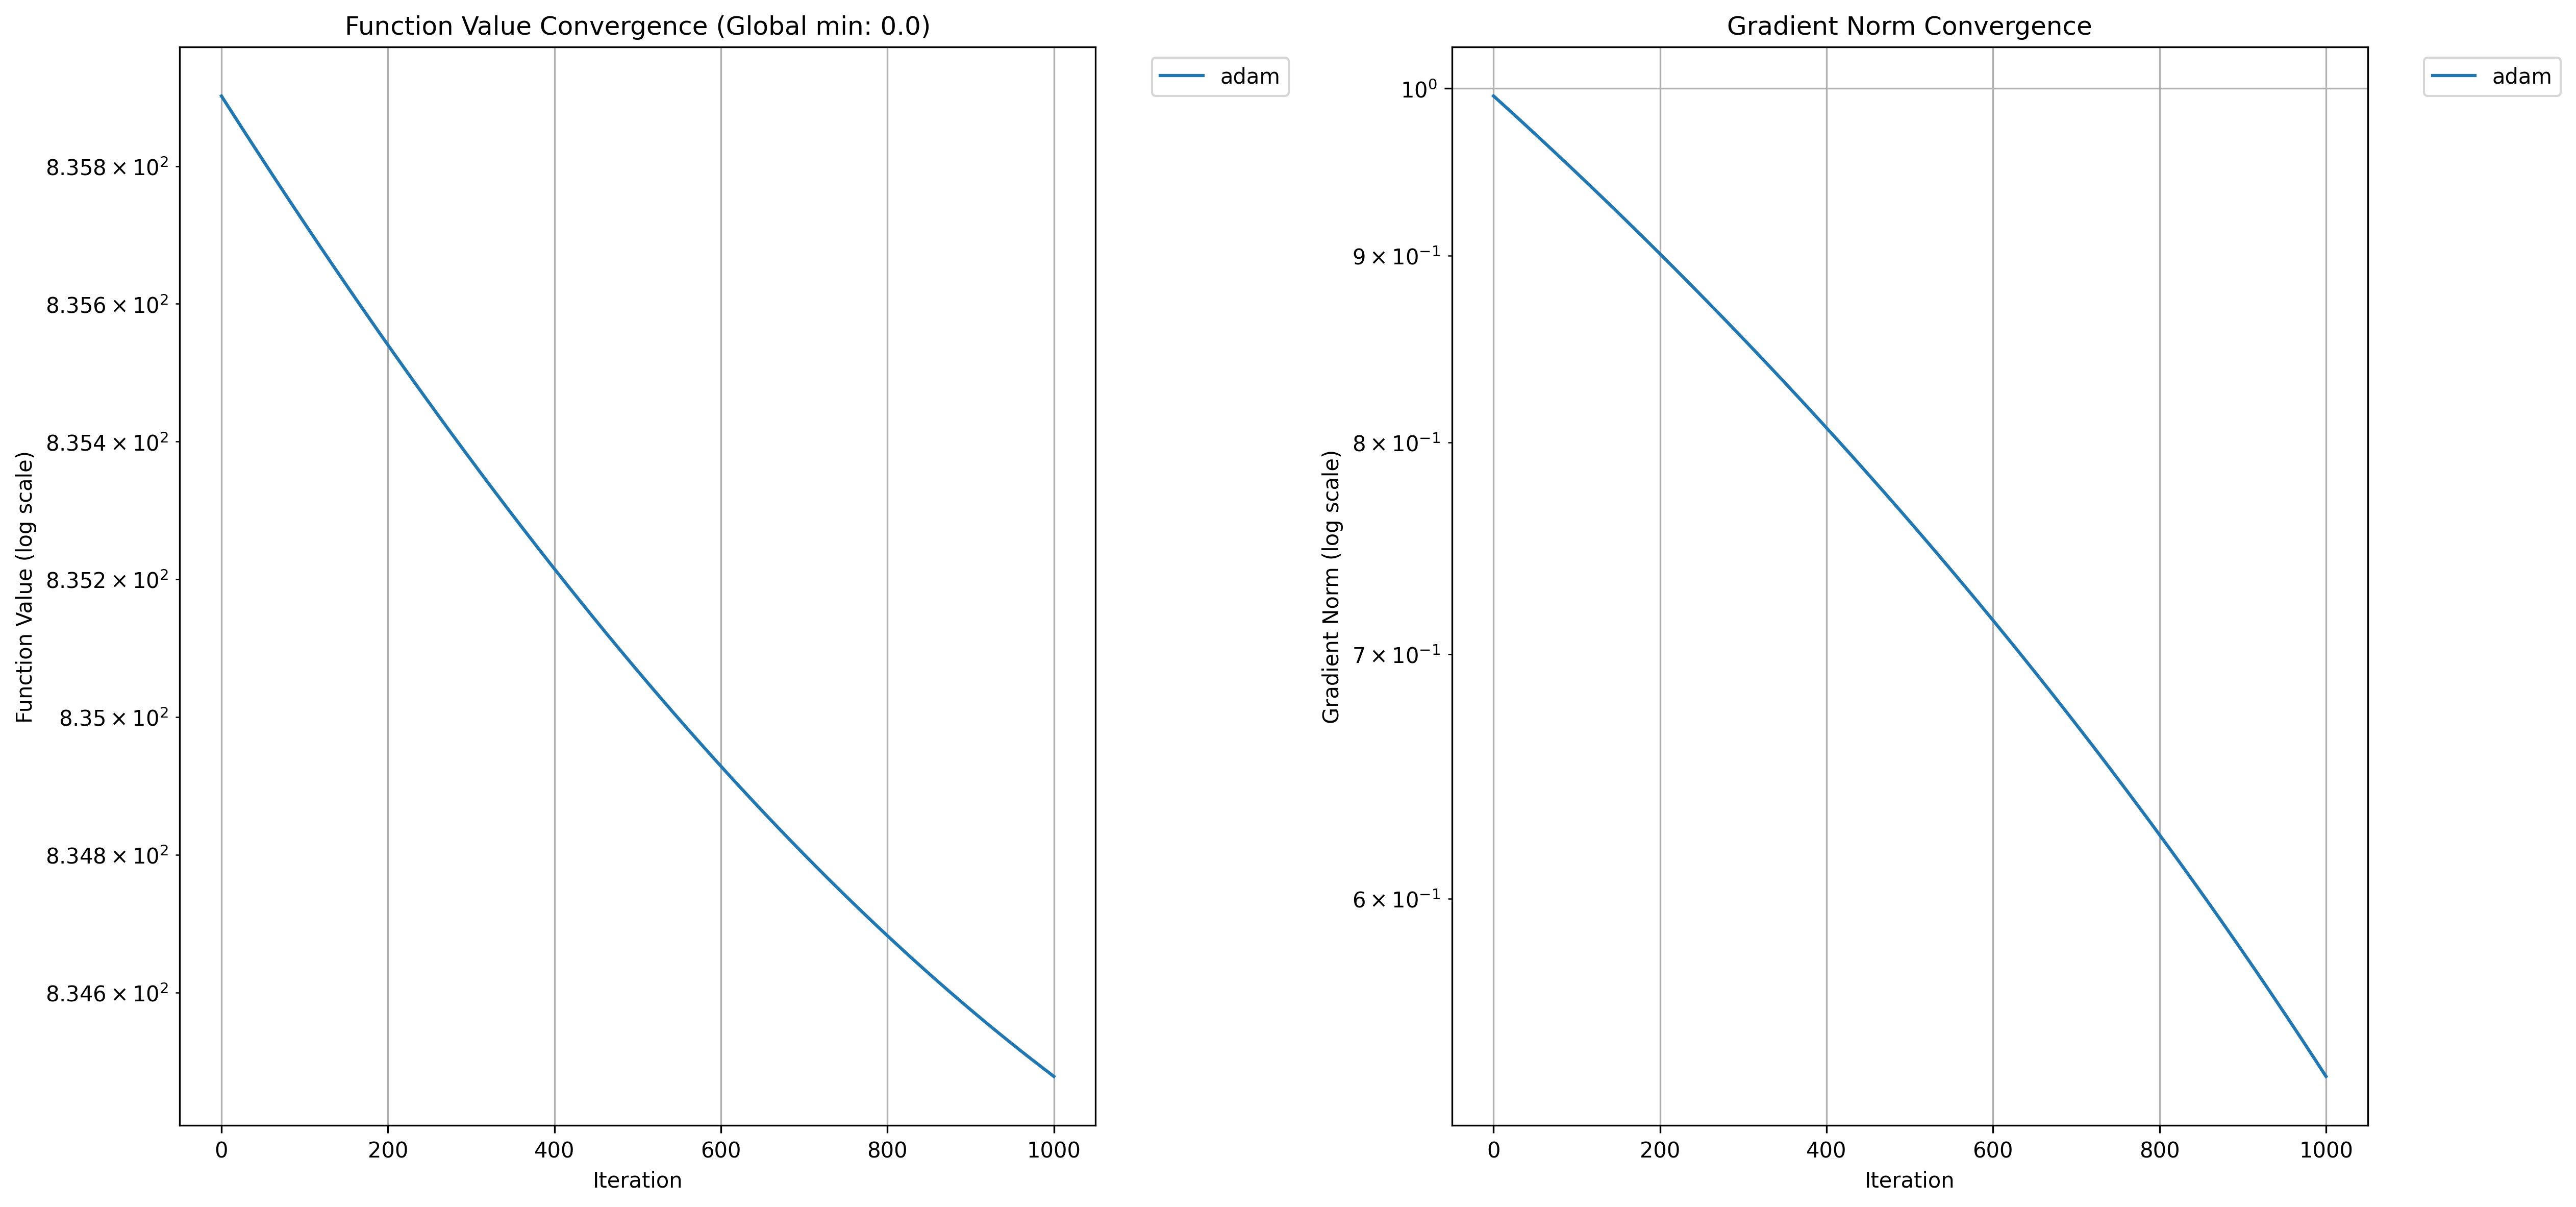 Function Value Convergence (Global min: 0.0)
adam
8.358 × 10²
8.356 × 10²
8.354 × 10²
8.352 × 10²
8.35 × 10²
8.348 × 10²
8.346 × 10²
Function Value (log scale)
0 200 400 600 800 1000
Iteration
Gradient Norm Convergence
adam
10⁰
9 × 10⁻¹
8 × 10⁻¹
7 × 10⁻¹
6 × 10⁻¹
Gradient Norm (log scale)
0 200 400 600 800 1000
Iteration